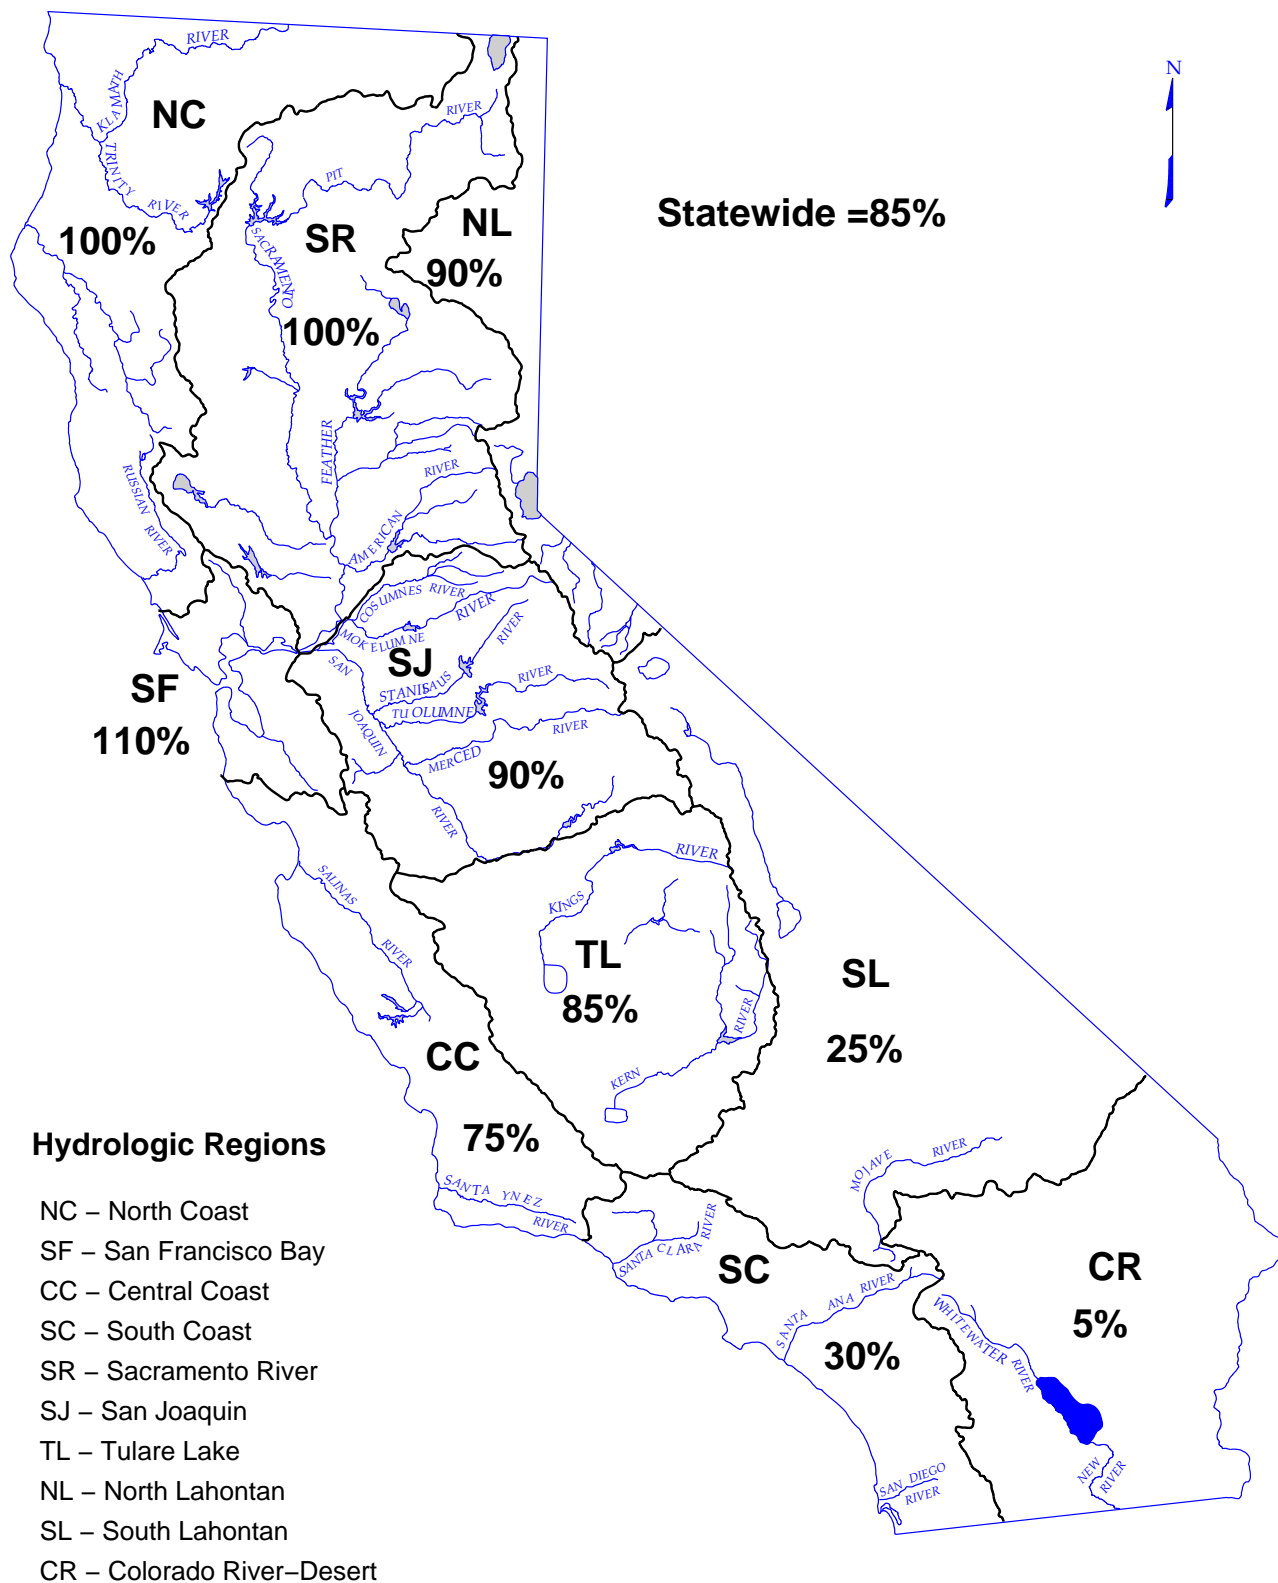 N
RIVER
KLAMATH
NC
RIVER
TRINITY
RIVER
PIT
100%
SR
NL
90%
Statewide =85%
SACRAMENTO
100%
FEATHER
RIVER
AMERICAN
RUSSIAN RIVER
COSUMNES RIVER
MOKELUMNE RIVER
SJ
SAN
JOAQUIN
RIVER
STANISLAUS
RIVER
TUOLUMNE
RIVER
MERCED
RIVER
90%
SF
110%
SALINAS
RIVER
KINGS
RIVER
TL
85%
RIVER
KERN
SL
25%
CC
75%
SANTA YNEZ
RIVER
MOJAVE
RIVER
SANTA CLARA
RIVER
SC
SANTA ANA RIVER
30%
CR
5%
WHITEWATER
RIVER
SAN DIEGO
RIVER
NEW
RIVER
Hydrologic Regions
NC – North Coast
SF – San Francisco Bay
CC – Central Coast
SC – South Coast
SR – Sacramento River
SJ – San Joaquin
TL – Tulare Lake
NL – North Lahontan
SL – South Lahontan
CR – Colorado River–Desert